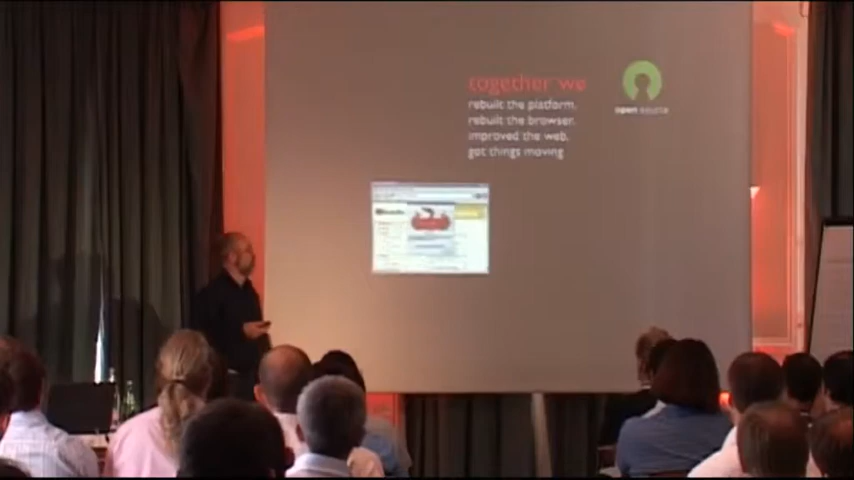 together we
rebuilt the platform.
rebuilt the browser.
improved the web.
got things moving
open source